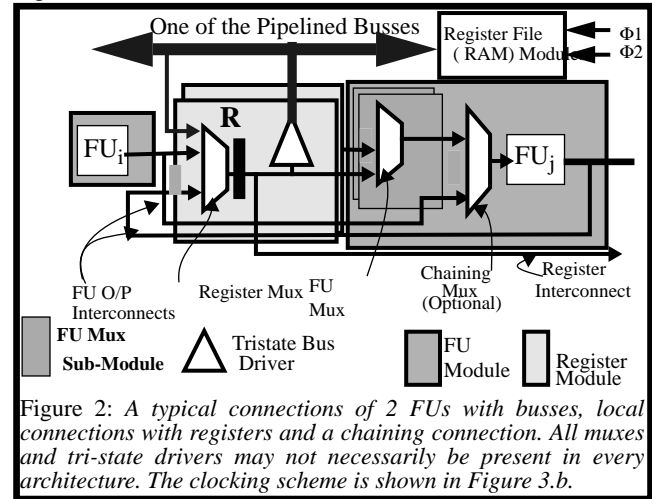 One of the Pipelined Busses
Register File
( RAM) Module
Φ1
Φ2
R
FUi
FUj
FU O/P
Interconnects
Register Mux
FU
Mux
Chaining
Mux
(Optional)
Register
Interconnect
FU Mux
Sub-Module
Tristate Bus
Driver
FU
Module
Register
Module
Figure 2: A typical connections of 2 FUs with busses, local
connections with registers and a chaining connection. All muxes
and tri-state drivers may not necessarily be present in every
architecture. The clocking scheme is shown in Figure 3.b.